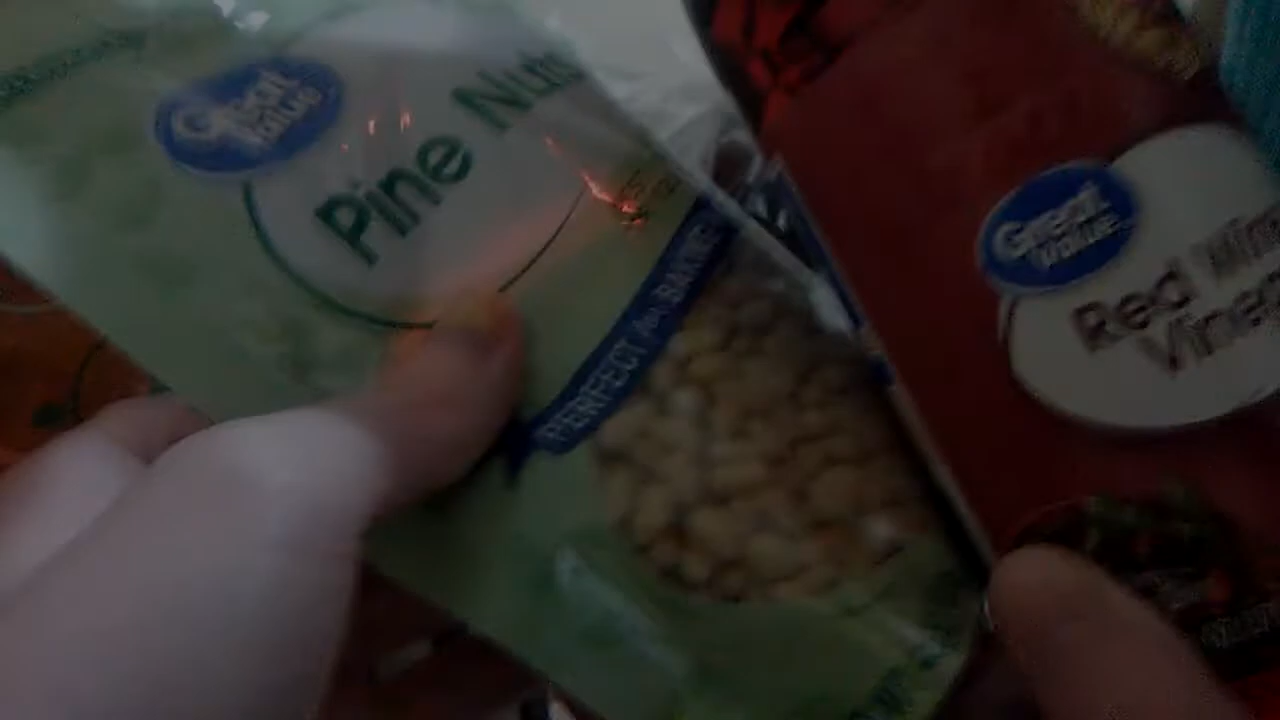 Great
Value
Pine Nuts
PERFECT for BAKING
Great
Value
Red Wine
Vinegar